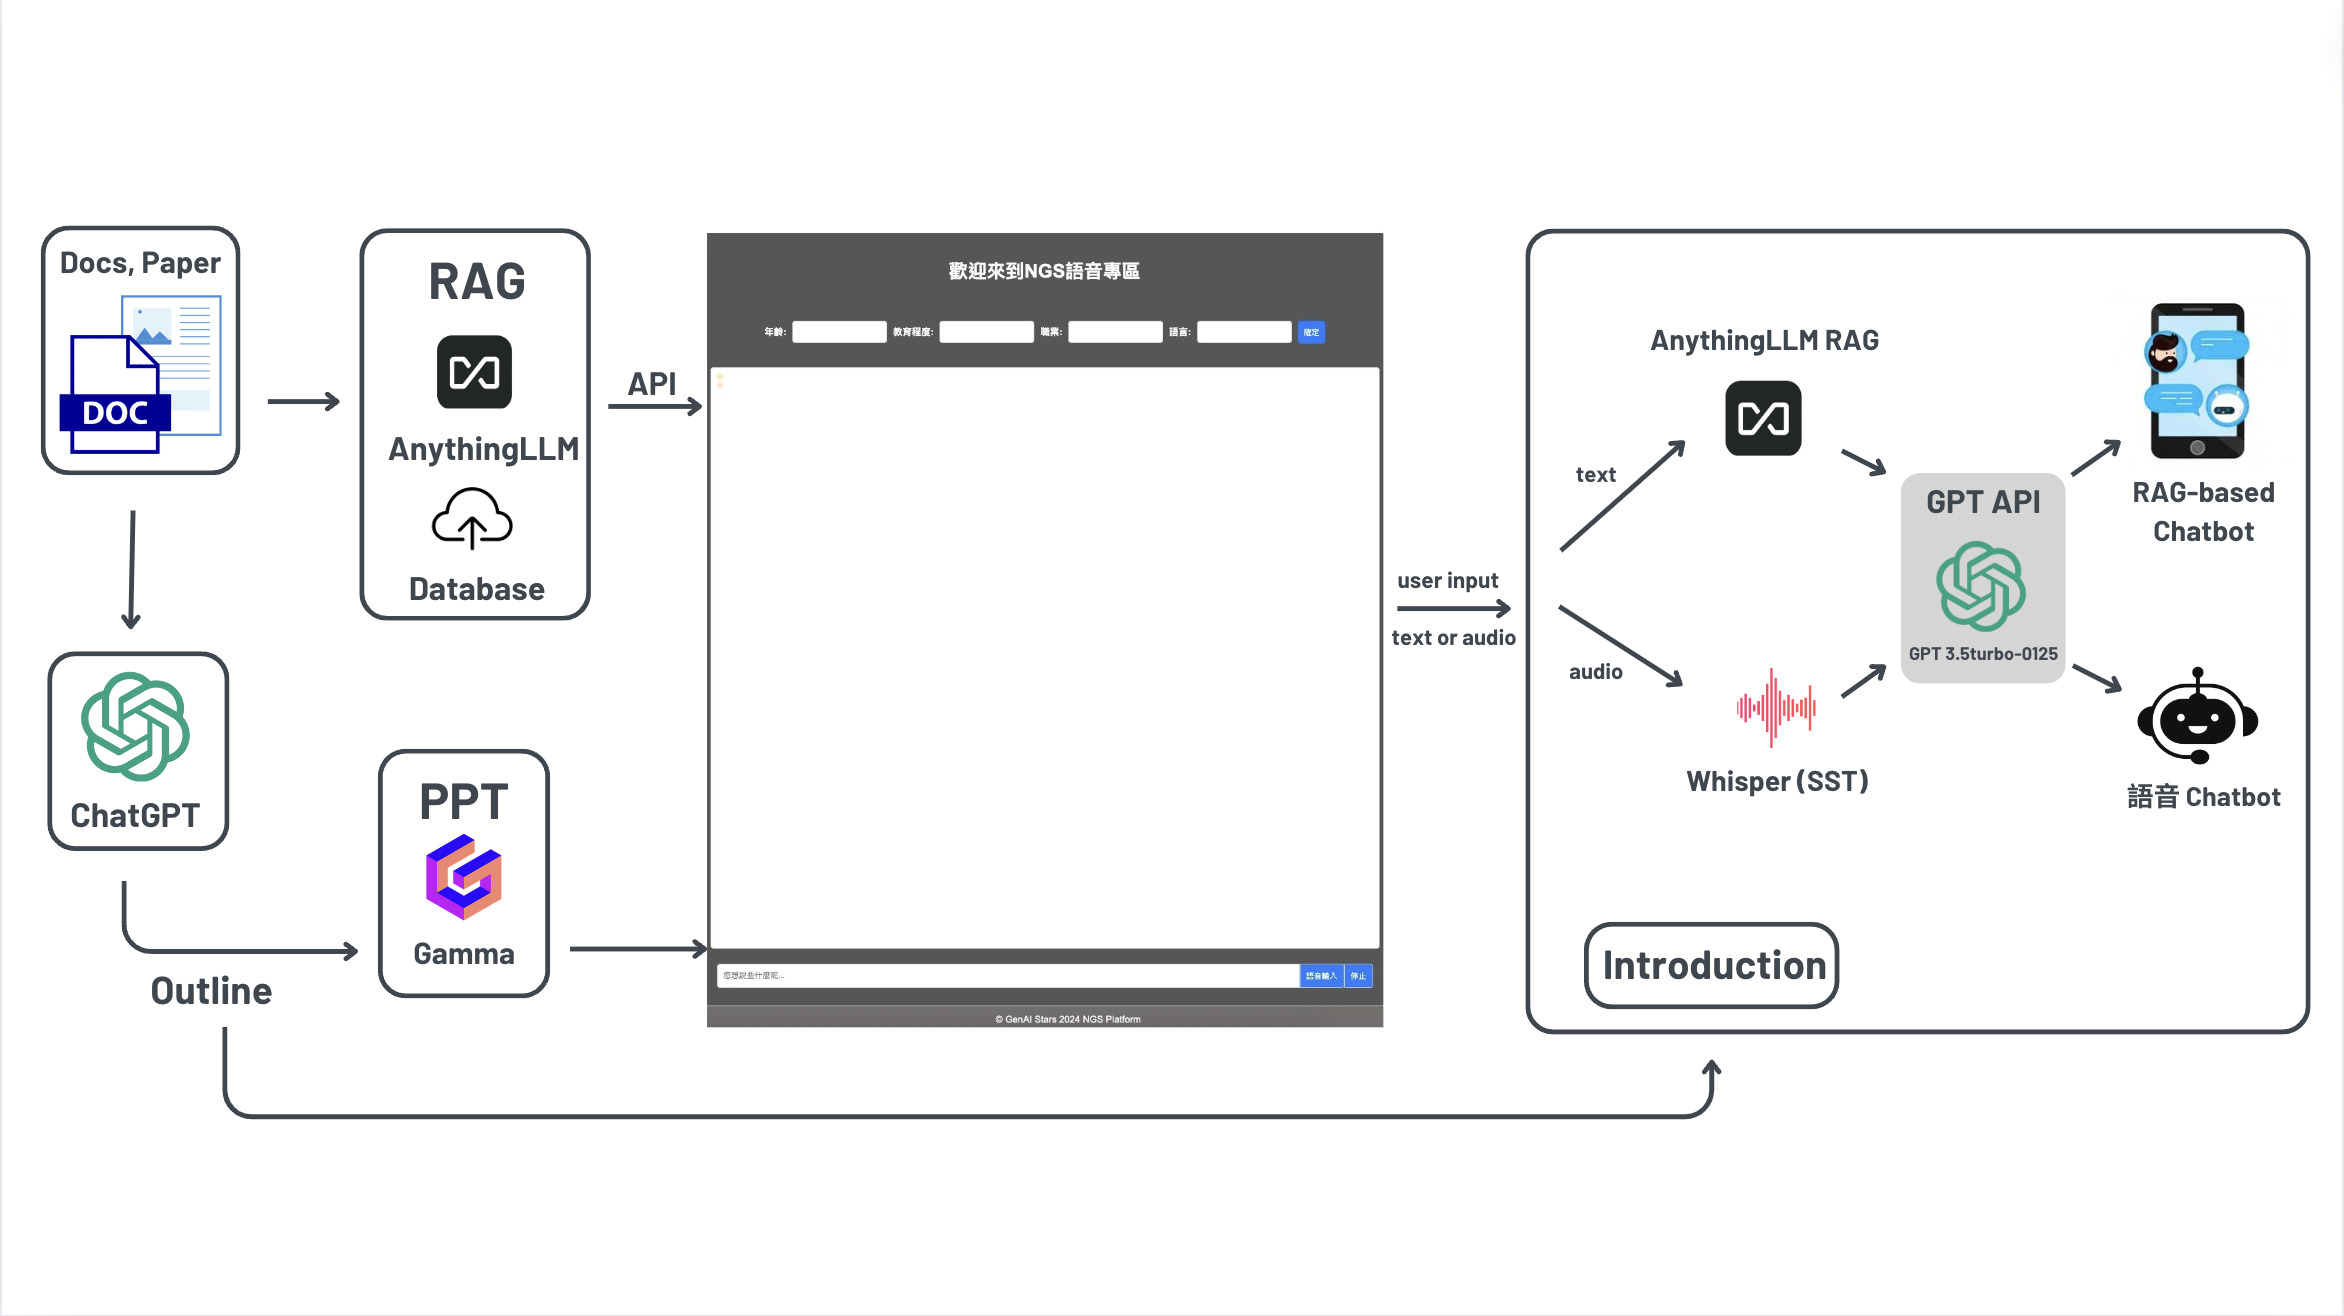 Docs, Paper
DOC
RAG
AnythingLLM
Database
API
ChatGPT
Outline
PPT
Gamma
歡迎來到NGS語音專區
年齡: 教育程度: 職業: 語言: 確定
您想說些什麼呢... 語音輸入 停止
© GenAI Stars 2024 NGS Platform
user input
text or audio
text
audio
AnythingLLM RAG
Whisper (SST)
GPT API
GPT 3.5turbo-0125
RAG-based
Chatbot
語音 Chatbot
Introduction